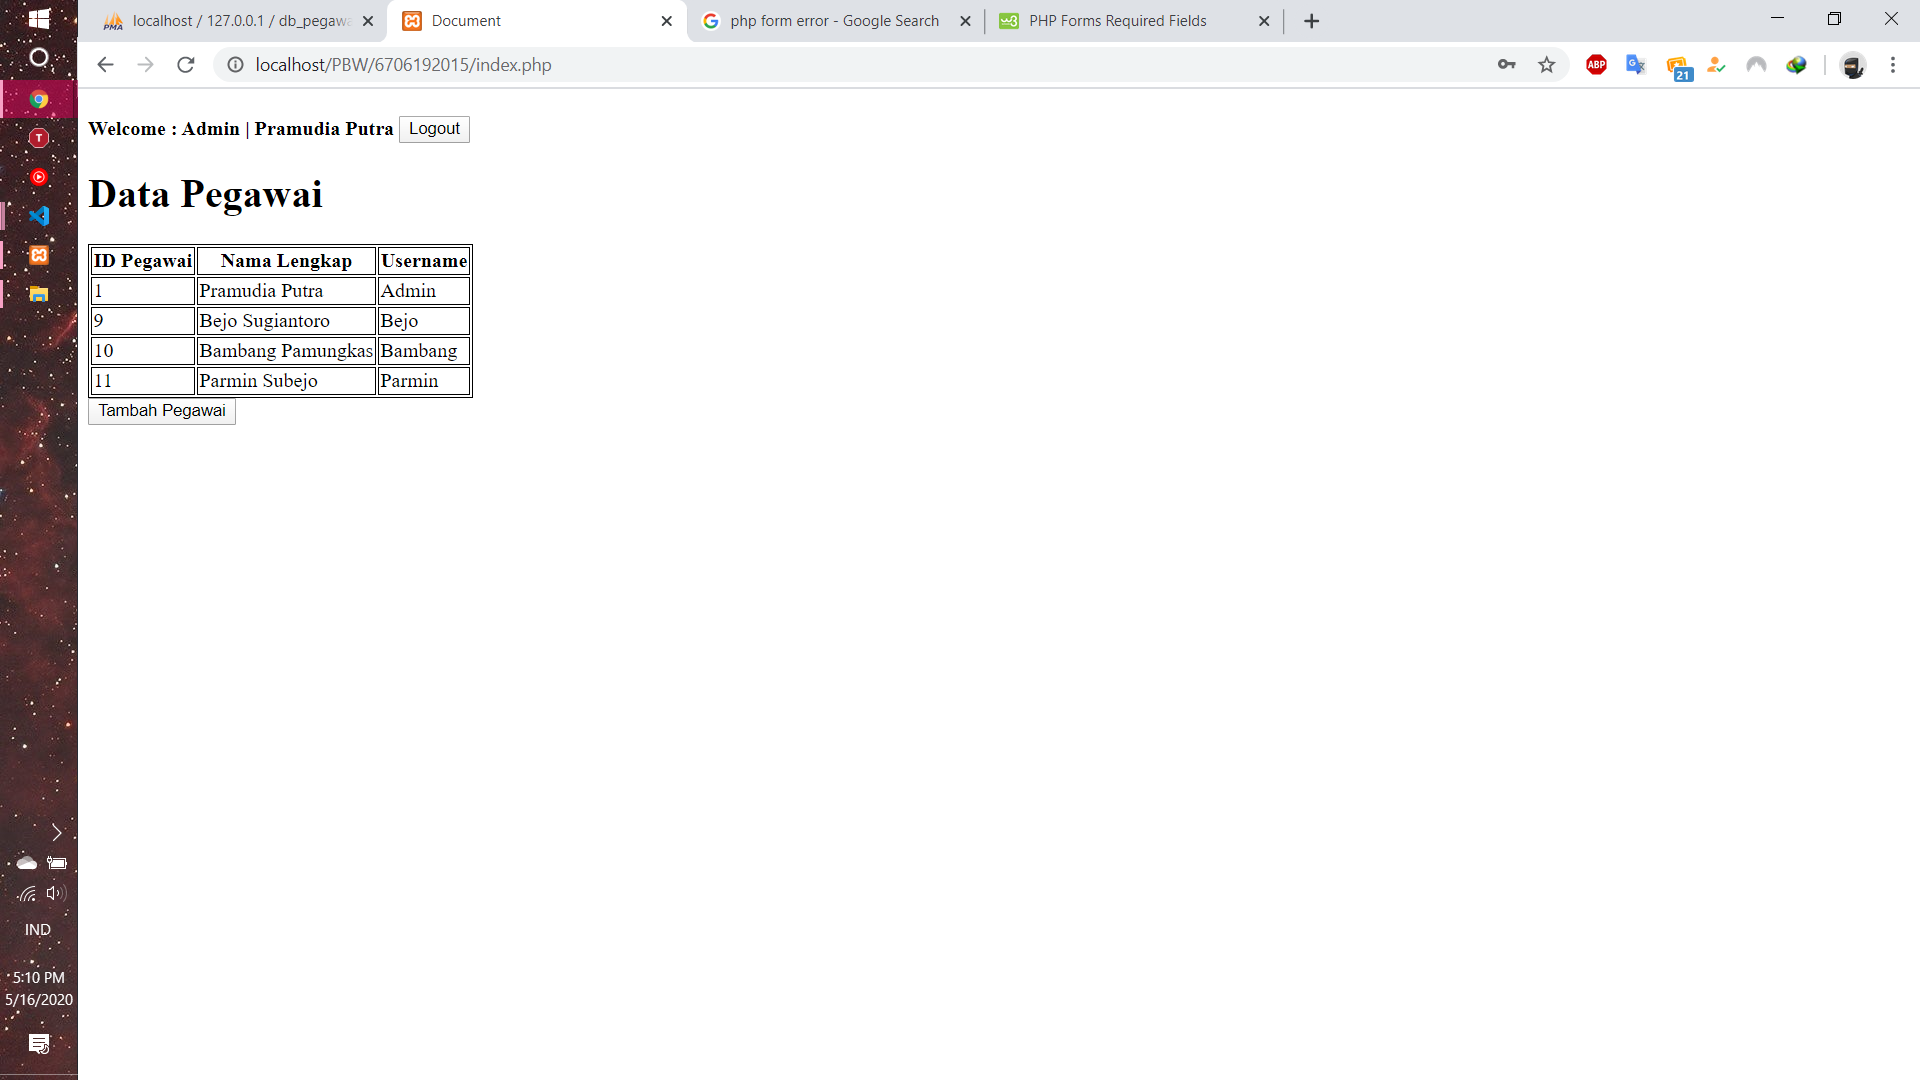 localhost / 127.0.0.1 / db_pegawa
Document
php form error - Google Search
PHP Forms Required Fields
localhost/PBW/6706192015/index.php
ABP
21
Welcome : Admin | Pramudia Putra Logout
Data Pegawai
ID Pegawai Nama Lengkap Username
1 Pramudia Putra Admin
9 Bejo Sugiantoro Bejo
10 Bambang Pamungkas Bambang
11 Parmin Subejo Parmin
Tambah Pegawai
IND
5:10 PM
5/16/2020